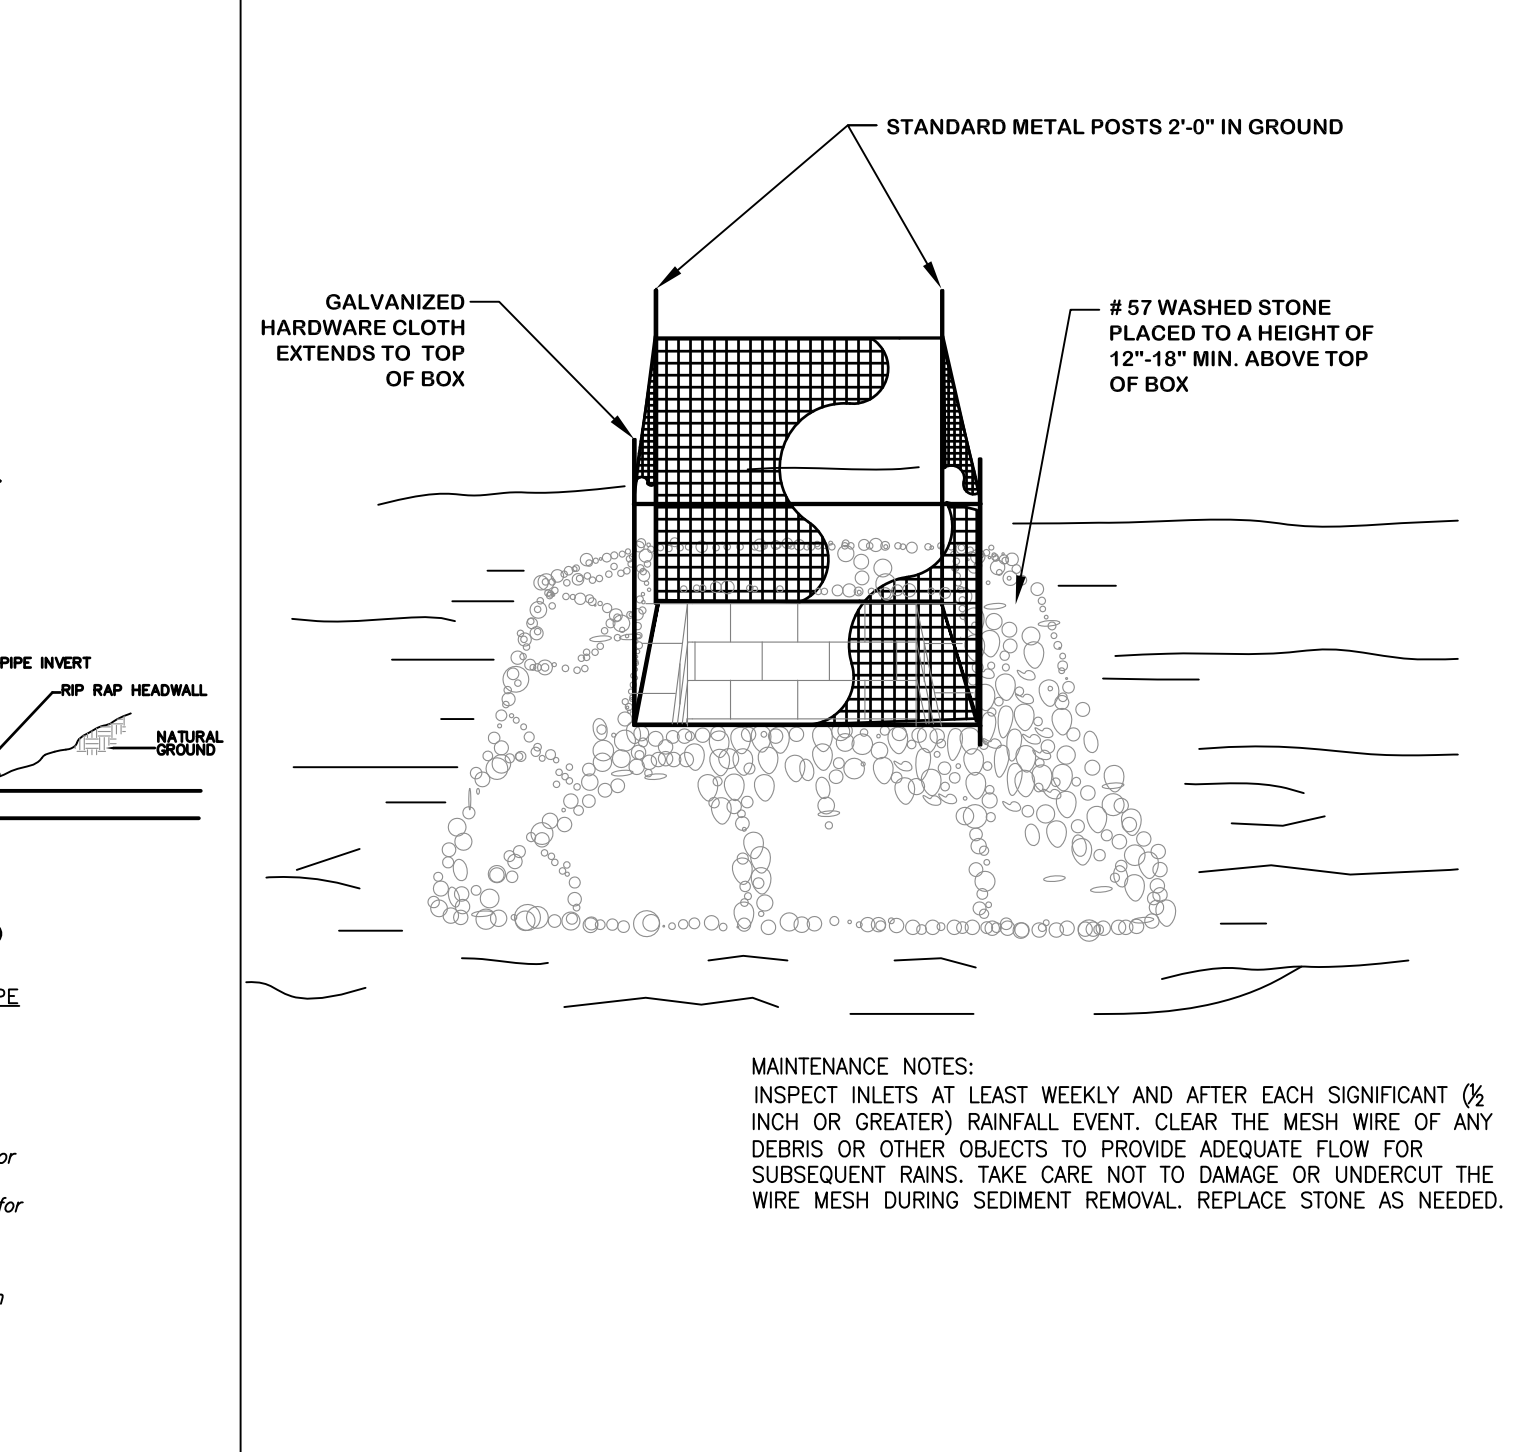 STANDARD METAL POSTS 2'-0" IN GROUND
GALVANIZED
HARDWARE CLOTH
EXTENDS TO TOP
OF BOX
# 57 WASHED STONE
PLACED TO A HEIGHT OF
12"-18" MIN. ABOVE TOP
OF BOX
PIPE INVERT
RIP RAP HEADWALL
NATURAL
GROUND
MAINTENANCE NOTES:
INSPECT INLETS AT LEAST WEEKLY AND AFTER EACH SIGNIFICANT (½
INCH OR GREATER) RAINFALL EVENT. CLEAR THE MESH WIRE OF ANY
DEBRIS OR OTHER OBJECTS TO PROVIDE ADEQUATE FLOW FOR
SUBSEQUENT RAINS. TAKE CARE NOT TO DAMAGE OR UNDERCUT THE
WIRE MESH DURING SEDIMENT REMOVAL. REPLACE STONE AS NEEDED.
or
for